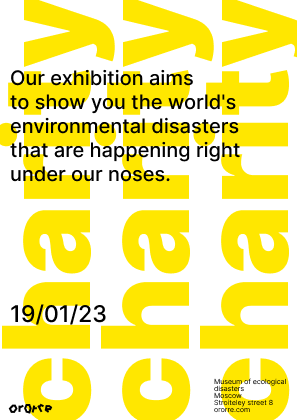 charity charity charity
Our exhibition aims
to show you the world's
environmental disasters
that are happening right
under our noses.
19/01/23
ororre
Museum of ecological
disasters
Moscow
Stroiteley street 8
ororre.com